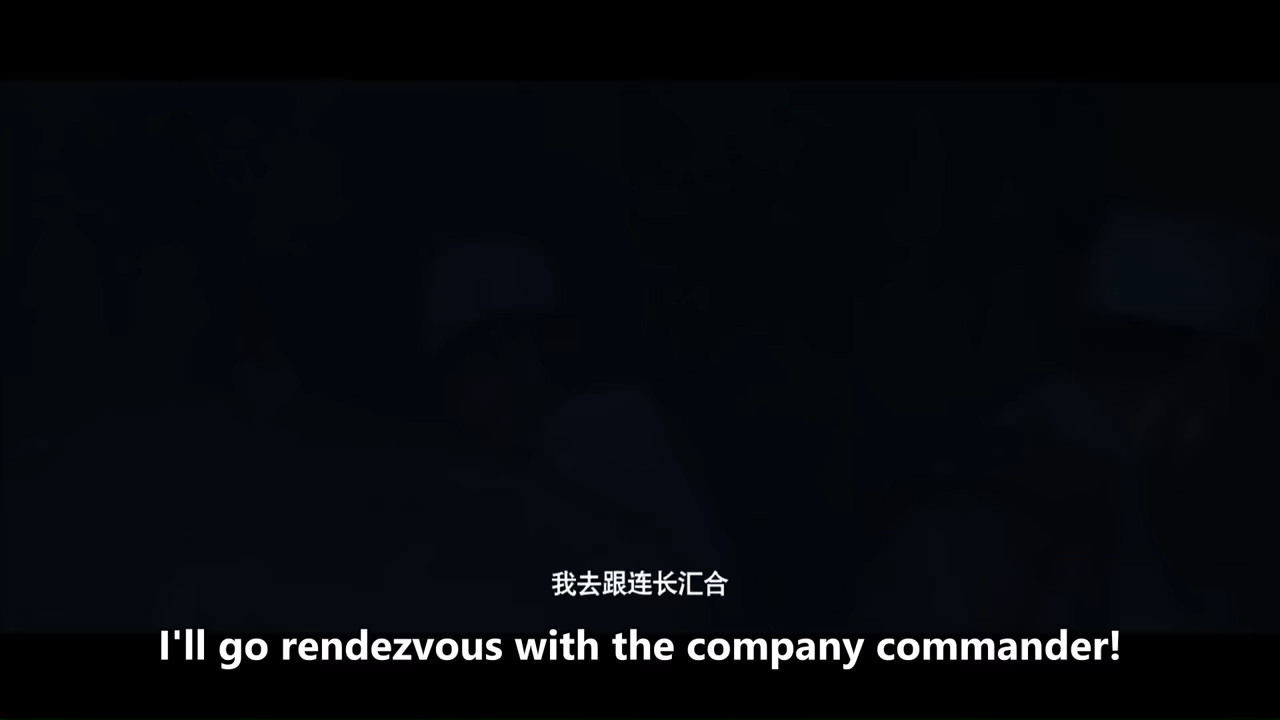 我去跟连长汇合
I'll go rendezvous with the company commander!